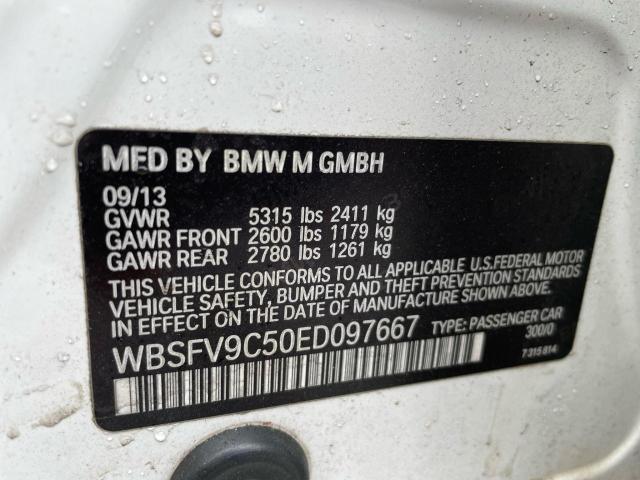 MFD BY BMW M GMBH
09/13
GVWR 5315 lbs 2411 kg
GAWR FRONT 2600 lbs 1179 kg
GAWR REAR 2780 lbs 1261 kg
THIS VEHICLE CONFORMS TO ALL APPLICABLE U.S.FEDERAL MOTOR
VEHICLE SAFETY, BUMPER AND THEFT PREVENTION STANDARDS
IN EFFECT ON THE DATE OF MANUFACTURE SHOWN ABOVE.
WBSFV9C50ED097667 TYPE: PASSENGER CAR
300/0
7315814